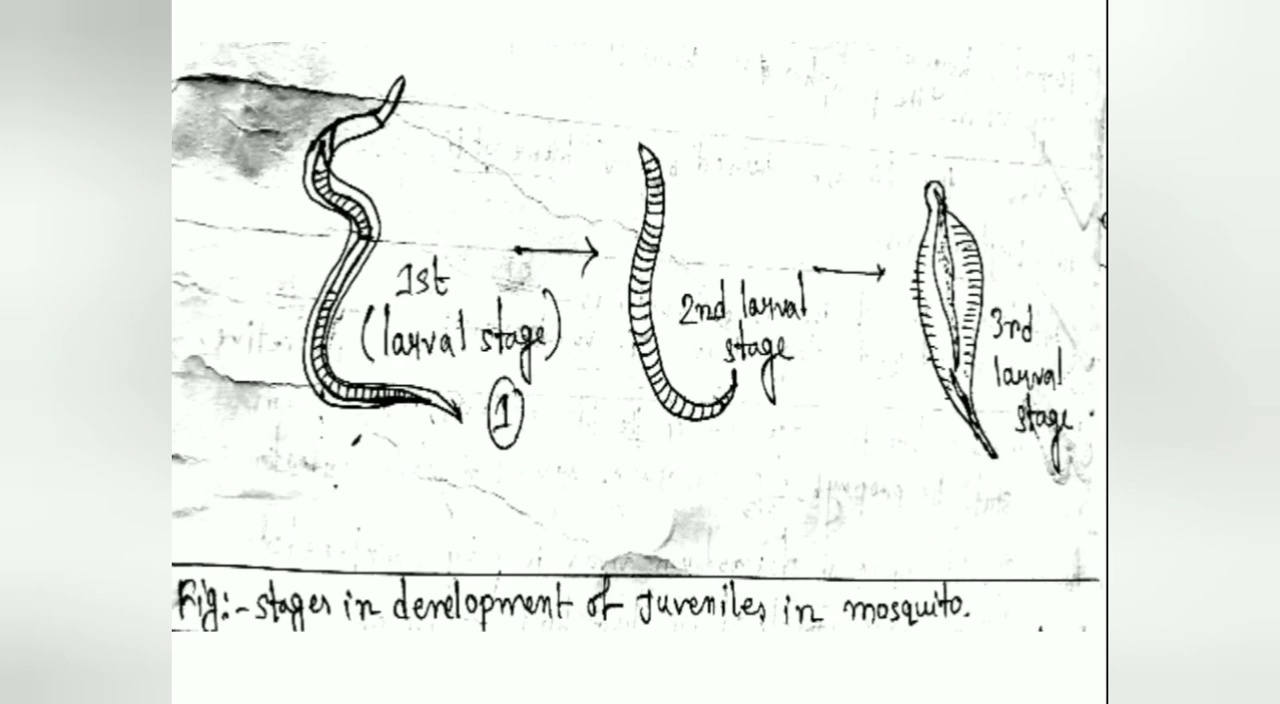 1st
(larval stage)
1
2nd larval
stage
3rd
larval
stage
Fig:- stages in development of juveniles in mosquito.